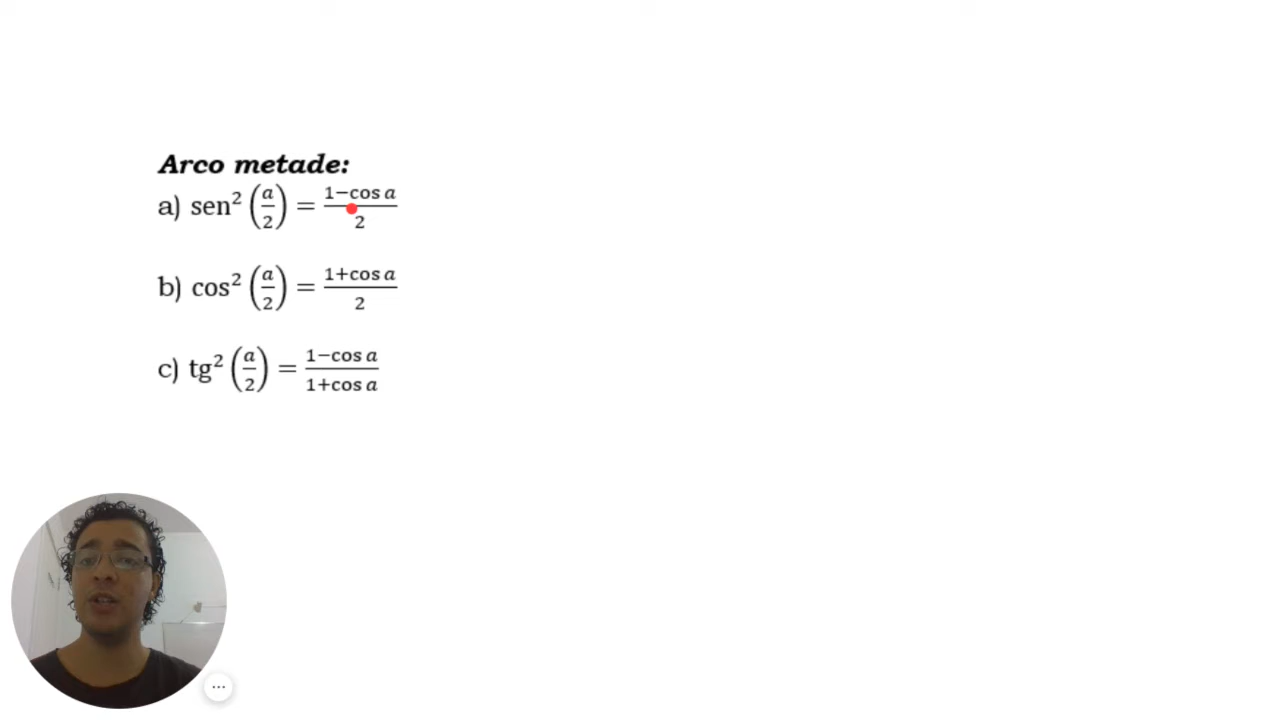 Arco metade:
a) sen² (a/2) = (1−cos a)/2
b) cos² (a/2) = (1+cos a)/2
c) tg² (a/2) = (1−cos a)/(1+cos a)